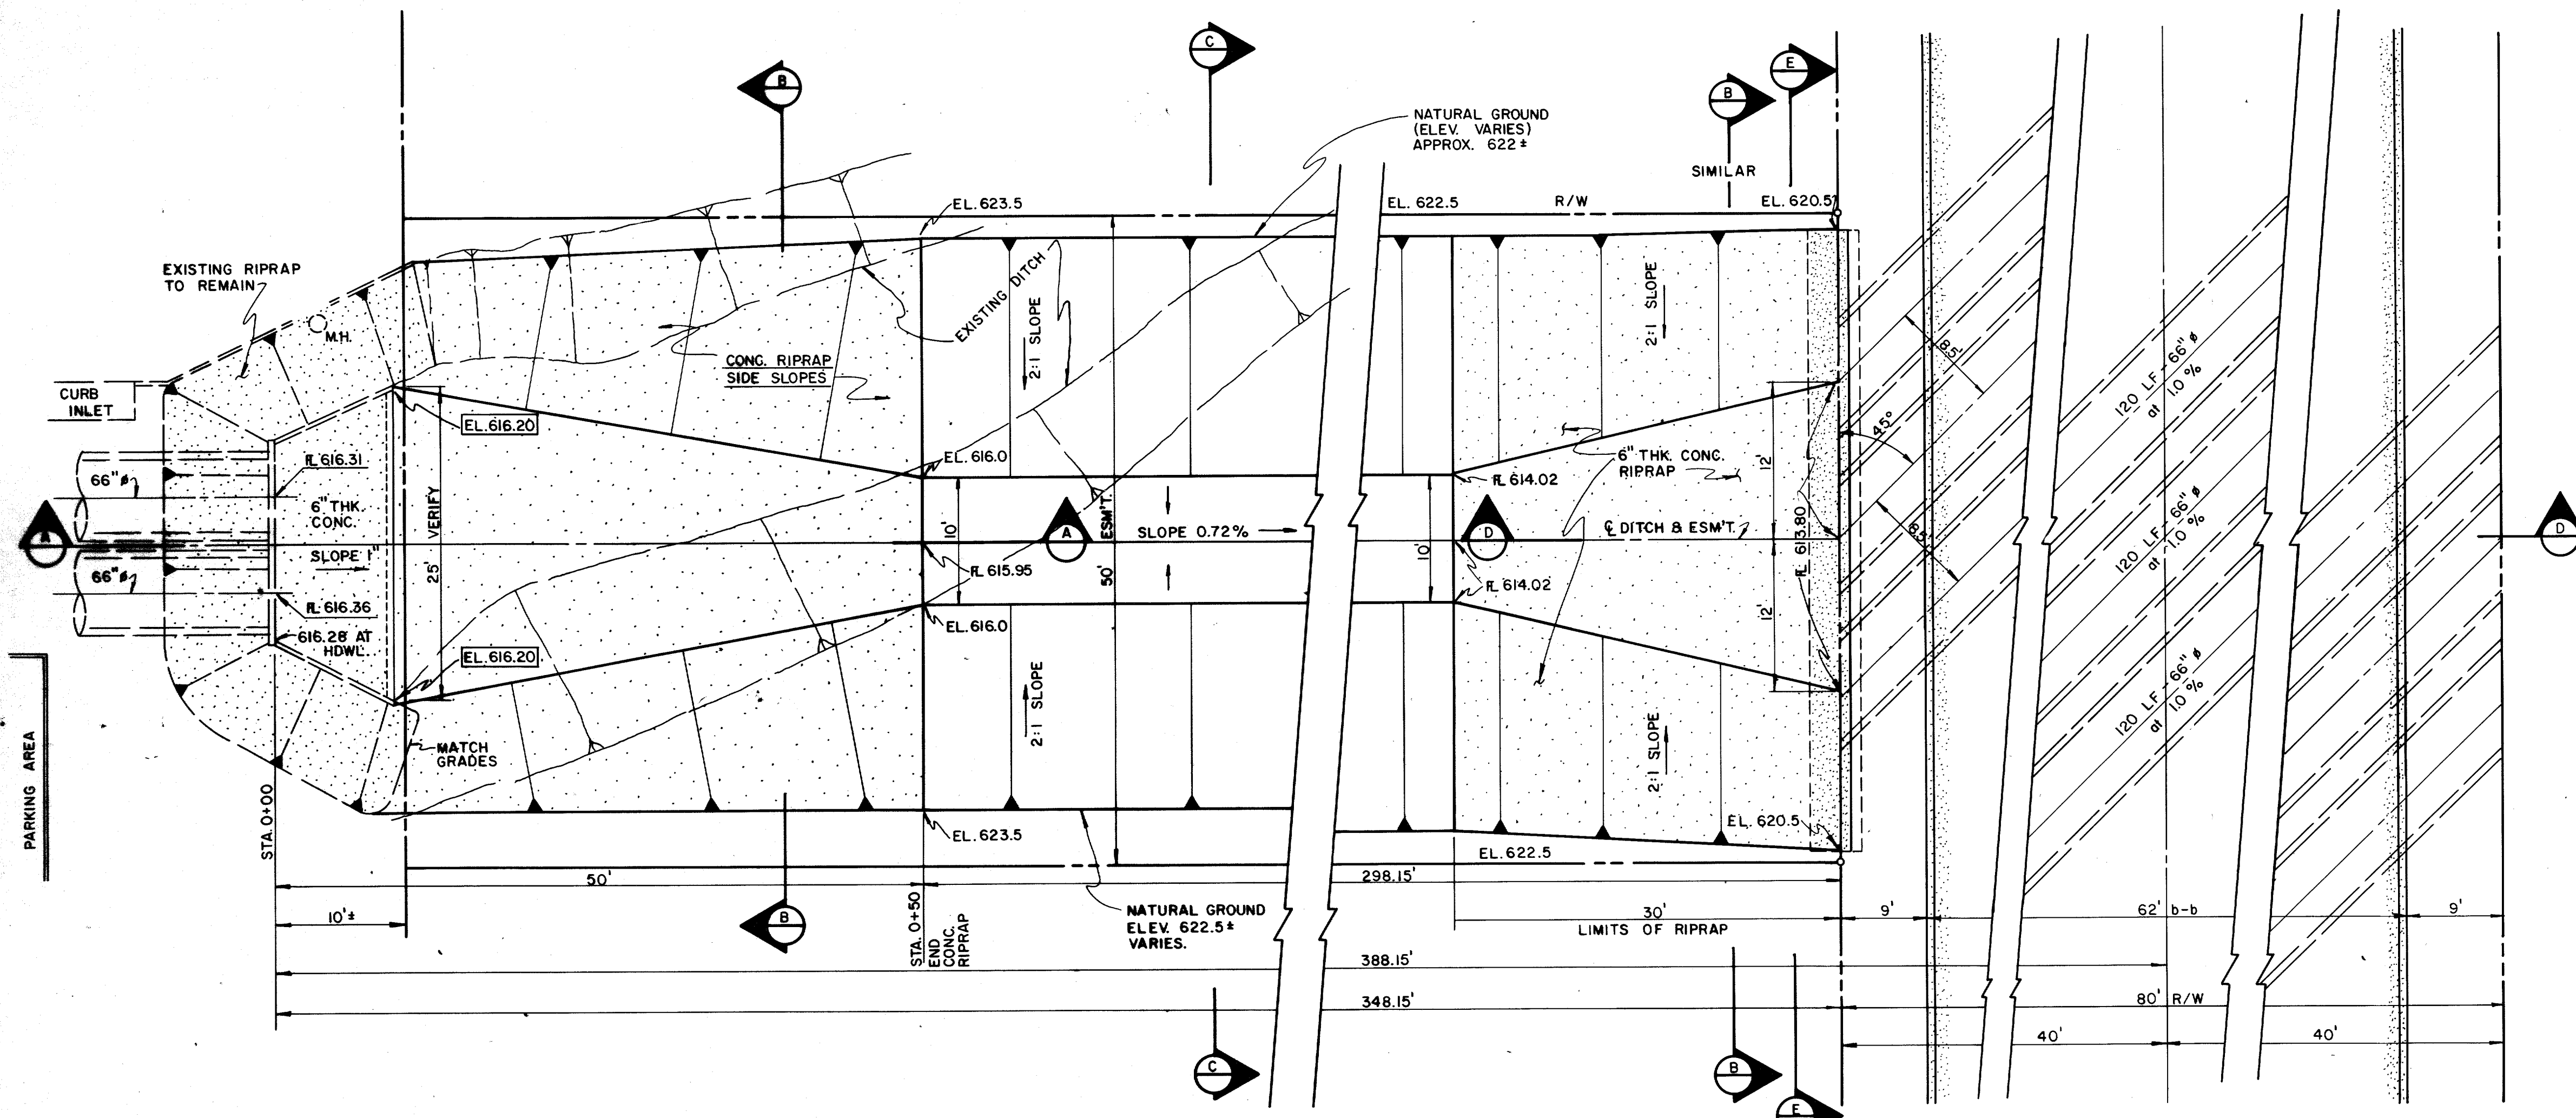 C
E
B
B
NATURAL GROUND
(ELEV. VARIES)
APPROX. 622±
SIMILAR
EL. 623.5
EL. 622.5
R/W
EL. 620.5
EXISTING RIPRAP
TO REMAIN
M.H.
CURB
INLET
CONC. RIPRAP
SIDE SLOPES
EXISTING DITCH
2:1 SLOPE
2:1 SLOPE
EL. 616.20
EL. 616.0
℄ 616.31
66" ø
6" THK.
CONC.
SLOPE 1"
25' VERIFY
A
66" ø
℄ 616.36
616.28 AT
HDWL.
EL. 616.20
MATCH
GRADES
PARKING AREA
STA. 0+00
10'
℄ 615.95
EL. 616.0
A
ESM'T.
50'
SLOPE 0.72%
2:1 SLOPE
EL. 623.5
10'
℄ 614.02
D
℄ 614.02
6" THK. CONC.
RIPRAP
℄ DITCH & ESM'T.
12'
12'
℄ 613.80
2:1 SLOPE
EL. 620.5
EL. 622.5
8.5'
45°
8.5'
120 LF - 66" ø
at 1.0 %
120 LF - 66" ø
at 1.0 %
120 LF - 66" ø
at 1.0 %
D
50'
298.15'
10'±
B
STA. 0+50
END
CONC.
RIPRAP
NATURAL GROUND
ELEV. 622.5±
VARIES.
30'
LIMITS OF RIPRAP
9'
62' b-b
9'
388.15'
348.15'
80' R/W
40'
40'
C
B
E